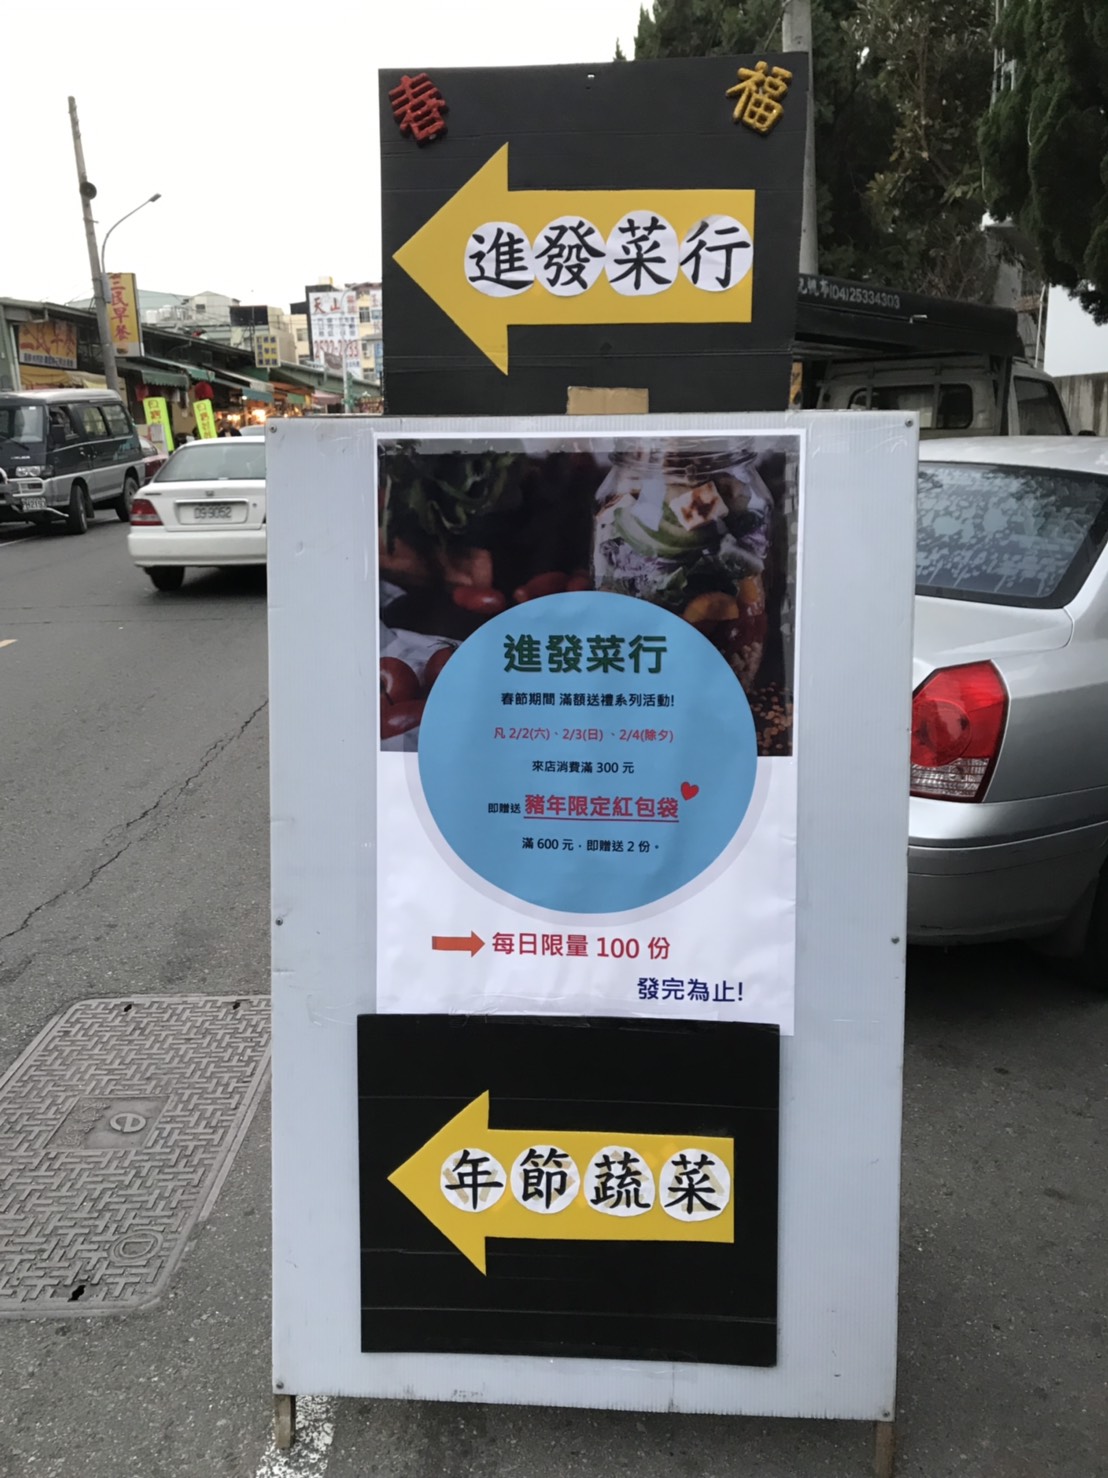 春 福
進發菜行
進發菜行
春節期間 滿額送禮系列活動!
凡 2/2(六)、2/3(日) 、2/4(除夕)
來店消費滿 300 元
即贈送 豬年限定紅包袋
滿 600 元,即贈送 2 份。
每日限量 100 份
發完為止!
年節蔬菜
三民早餐
天山
(04)25334303
D9-9052
e